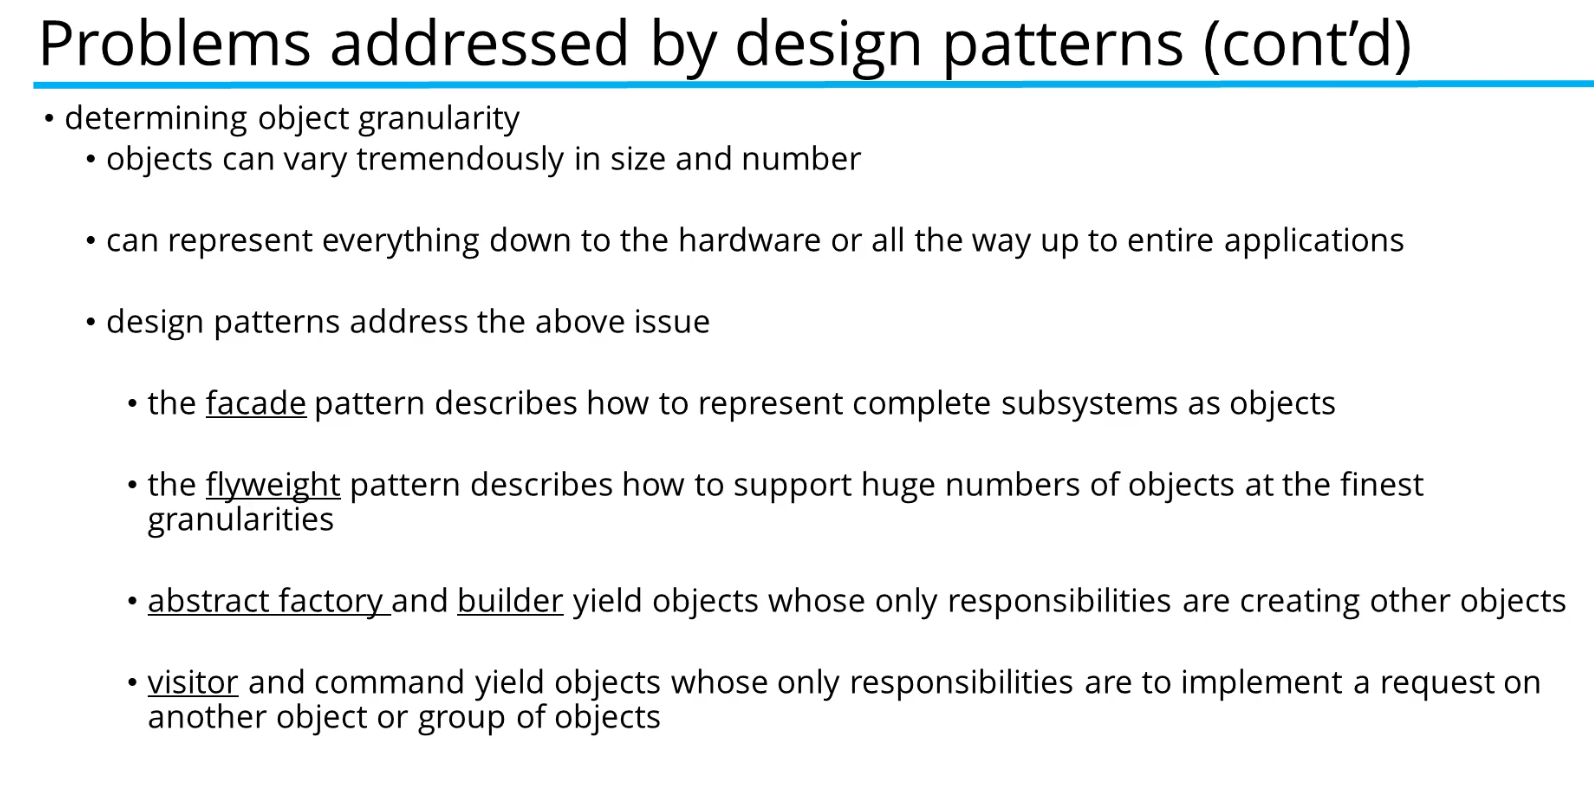 Problems addressed by design patterns (cont’d)
• determining object granularity
• objects can vary tremendously in size and number
• can represent everything down to the hardware or all the way up to entire applications
• design patterns address the above issue
• the facade pattern describes how to represent complete subsystems as objects
• the flyweight pattern describes how to support huge numbers of objects at the finest
granularities
• abstract factory and builder yield objects whose only responsibilities are creating other objects
• visitor and command yield objects whose only responsibilities are to implement a request on
another object or group of objects